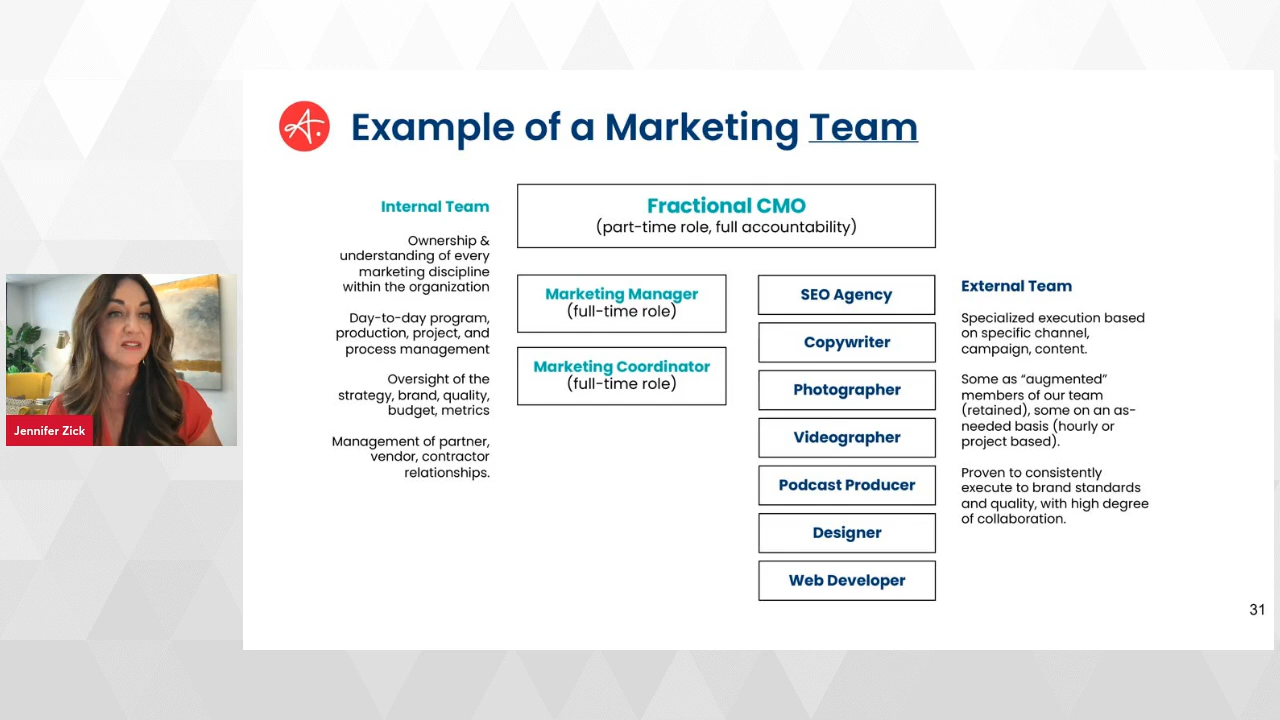 A.
Example of a Marketing Team
Internal Team
Ownership &
understanding of every
marketing discipline
within the organization
Day-to-day program,
production, project, and
process management
Oversight of the
strategy, brand, quality,
budget, metrics
Management of partner,
vendor, contractor
relationships.
Fractional CMO
(part-time role, full accountability)
Marketing Manager
(full-time role)
Marketing Coordinator
(full-time role)
SEO Agency
Copywriter
Photographer
Videographer
Podcast Producer
Designer
Web Developer
External Team
Specialized execution based
on specific channel,
campaign, content.
Some as “augmented”
members of our team
(retained), some on an as-
needed basis (hourly or
project based).
Proven to consistently
execute to brand standards
and quality, with high degree
of collaboration.
Jennifer Zick
31